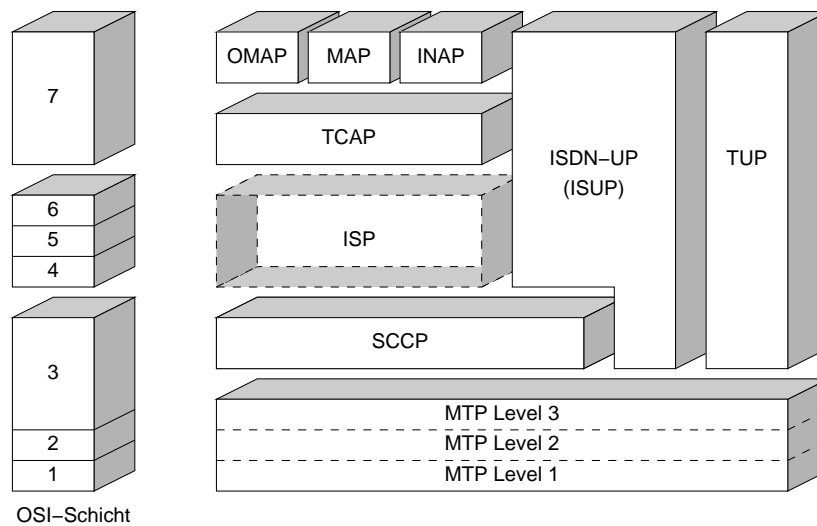 OMAP MAP INAP
7
TCAP
ISDN–UP
(ISUP)
TUP
6
5
4
ISP
3
SCCP
MTP Level 3
2
MTP Level 2
1
MTP Level 1
OSI–Schicht